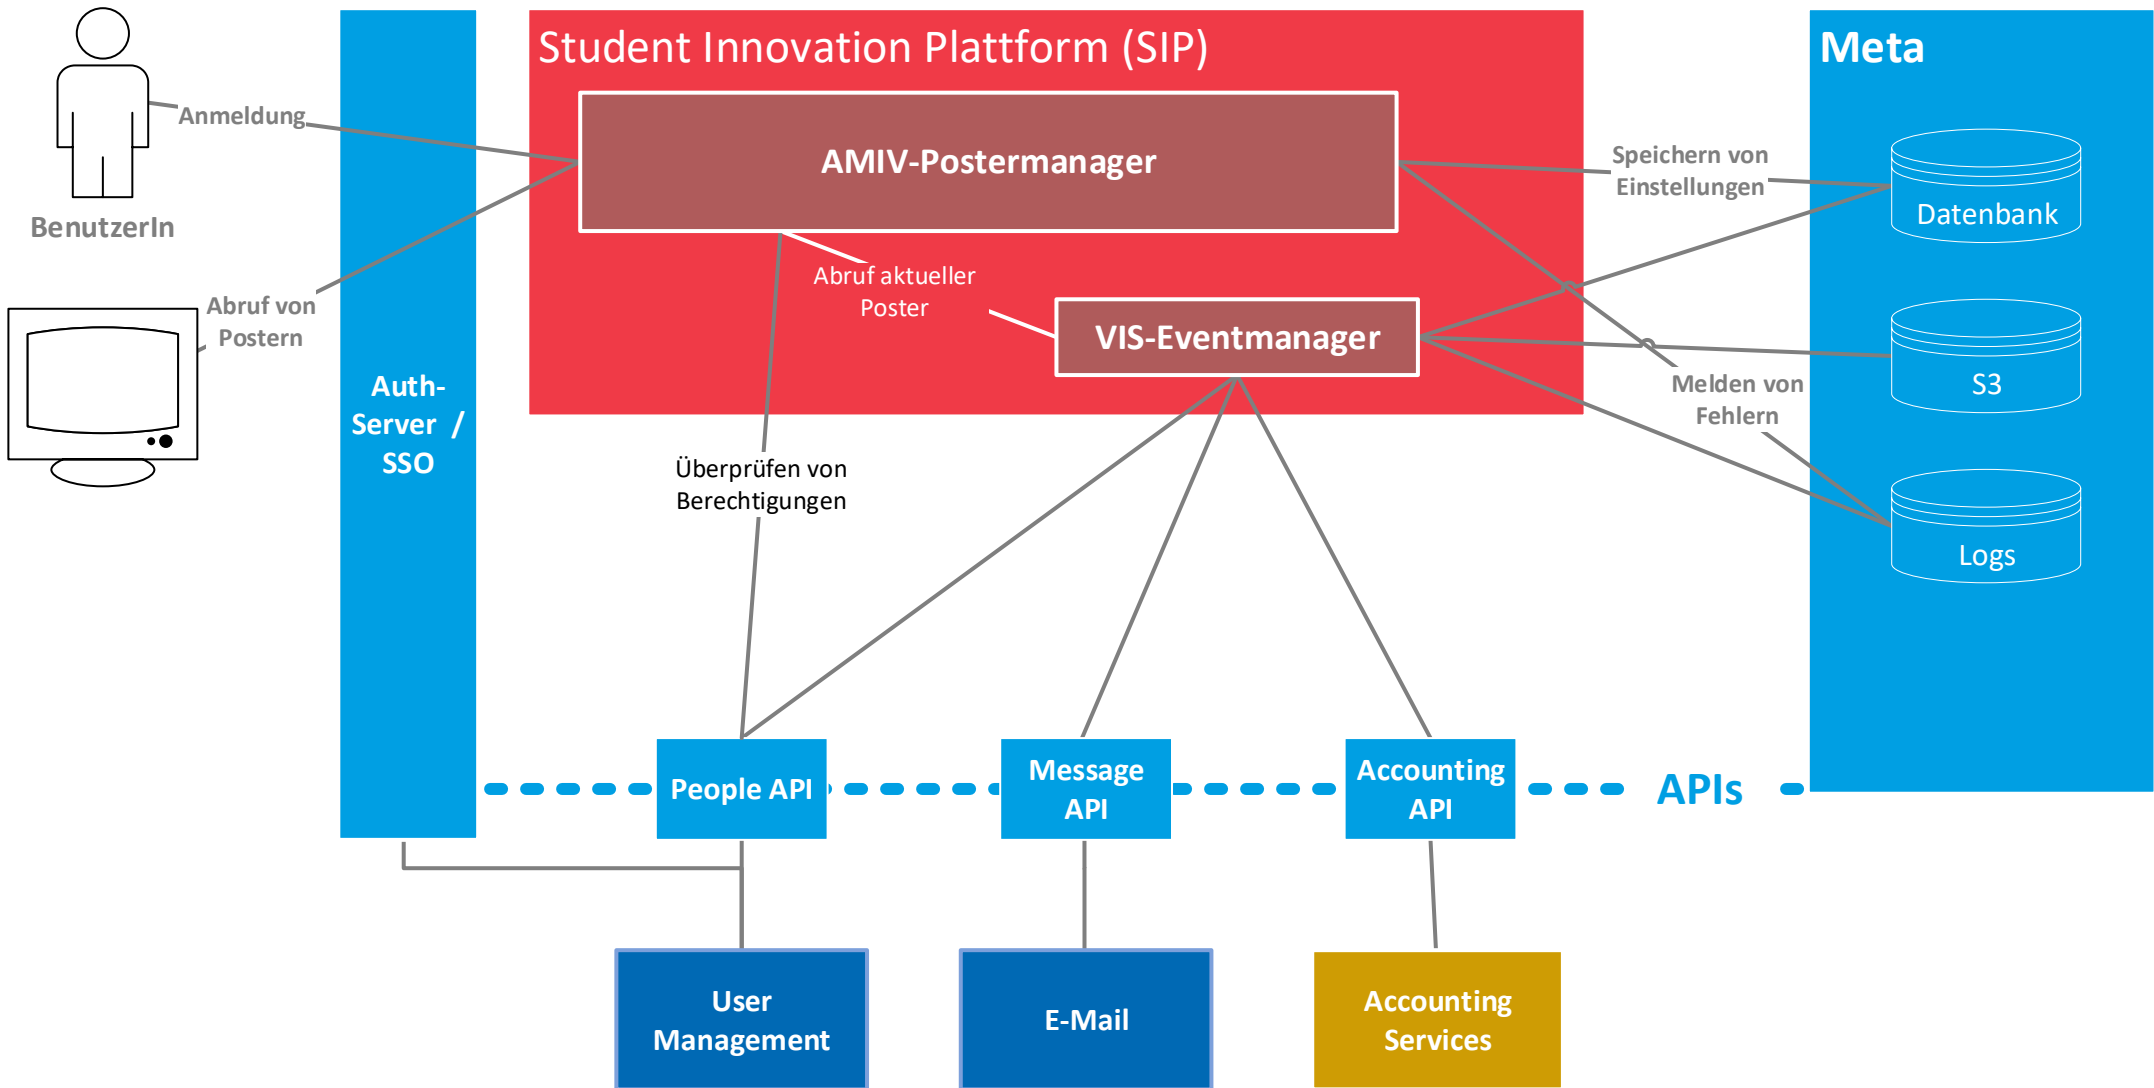 Student Innovation Plattform (SIP)
Meta
Anmeldung
AMIV-Postermanager
Speichern von
Einstellungen
Datenbank
BenutzerIn
Abruf aktueller
Poster
Abruf von
Postern
VIS-Eventmanager
Auth-
Server /
SSO
Melden von
Fehlern
S3
Überprüfen von
Berechtigungen
Logs
People API
Message
API
Accounting
API
APIs
User
Management
E-Mail
Accounting
Services